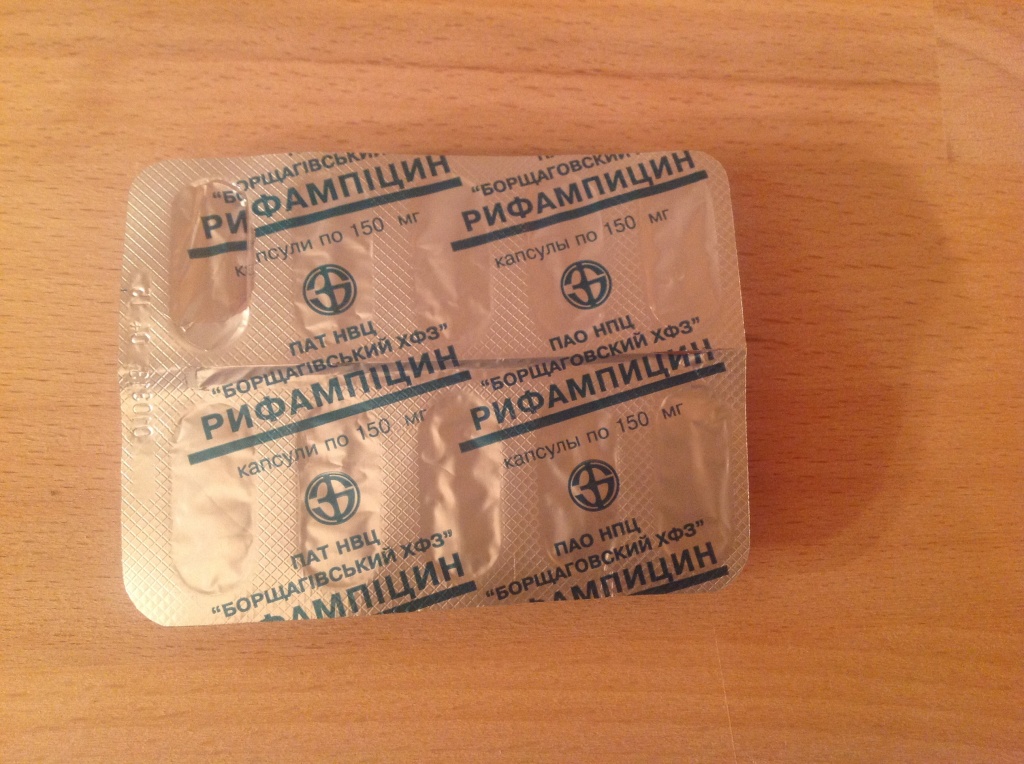 "БОРЩАГІВСЬКИЙ
РИФАМПІЦИН
капсули по 150 мг
ПАТ НВЦ
"БОРЩАГІВСЬКИЙ ХФЗ"
РИФАМПІЦИН
капсули по 150 мг
ПАТ НВЦ
"БОРЩАГІВСЬКИЙ ХФЗ"
ФАМПІЦИН
"БОРЩАГОВСКИЙ
РИФАМПИЦИН
капсулы по 150 мг
ПАО НПЦ
"БОРЩАГОВСКИЙ ХФЗ"
РИФАМПИЦИН
капсулы по 150 мг
ПАО НПЦ
"БОРЩАГОВСКИЙ ХФЗ"
ФАМПИЦИН